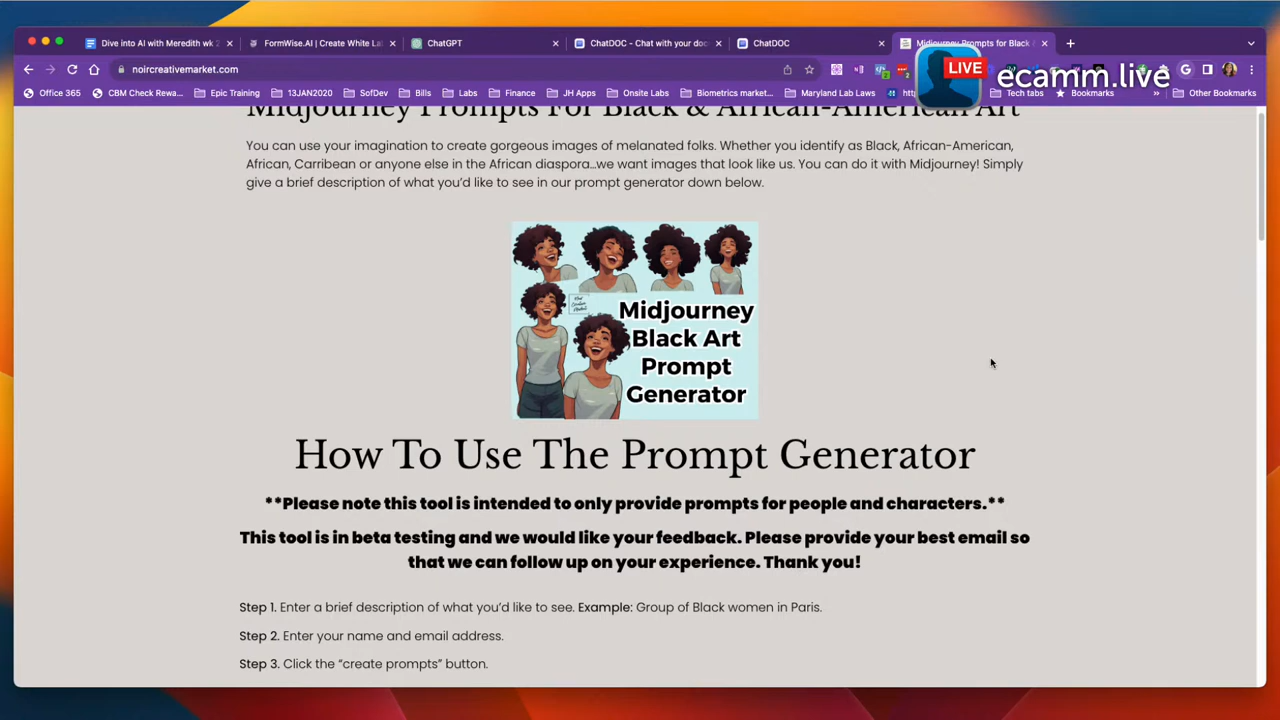 Dive into AI with Meredith wk 2
FormWise.AI | Create White La
ChatGPT
ChatDOC - Chat with your doc
ChatDOC
Midjourney Prompts for Black
noircreativemarket.com
LIVE
ecamm.live
Office 365
CBM Check Rewa...
Epic Training
13JAN2020
SofDev
Bills
Labs
Finance
JH Apps
Onsite Labs
Biometrics market...
Maryland Lab Laws
Tech tabs
Bookmarks
Other Bookmarks
Midjourney Prompts For Black & African-American Art
You can use your imagination to create gorgeous images of melanated folks. Whether you identify as Black, African-American,
African, Carribean or anyone else in the African diaspora...we want images that look like us. You can do it with Midjourney! Simply
give a brief description of what you'd like to see in our prompt generator down below.
Midjourney
Black Art
Prompt
Generator
How To Use The Prompt Generator
**Please note this tool is intended to only provide prompts for people and characters.**
This tool is in beta testing and we would like your feedback. Please provide your best email so
that we can follow up on your experience. Thank you!
Step 1. Enter a brief description of what you'd like to see. Example: Group of Black women in Paris.
Step 2. Enter your name and email address.
Step 3. Click the “create prompts” button.